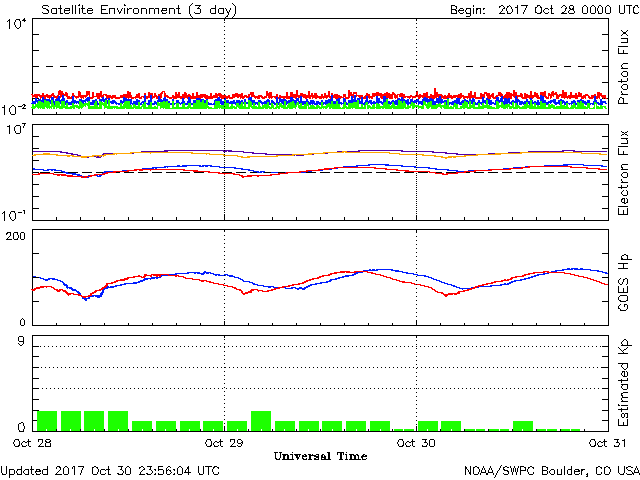 Satellite Environment (3 day) Begin: 2017 Oct 28 0000 UTC
10^4
10^-2
Proton Flux
10^7
10^-1
Electron Flux
200
0
GOES Hp
9
0
Estimated Kp
Oct 28 Oct 29 Oct 30 Oct 31
Universal Time
Updated 2017 Oct 30 23:56:04 UTC NOAA/SWPC Boulder, CO USA